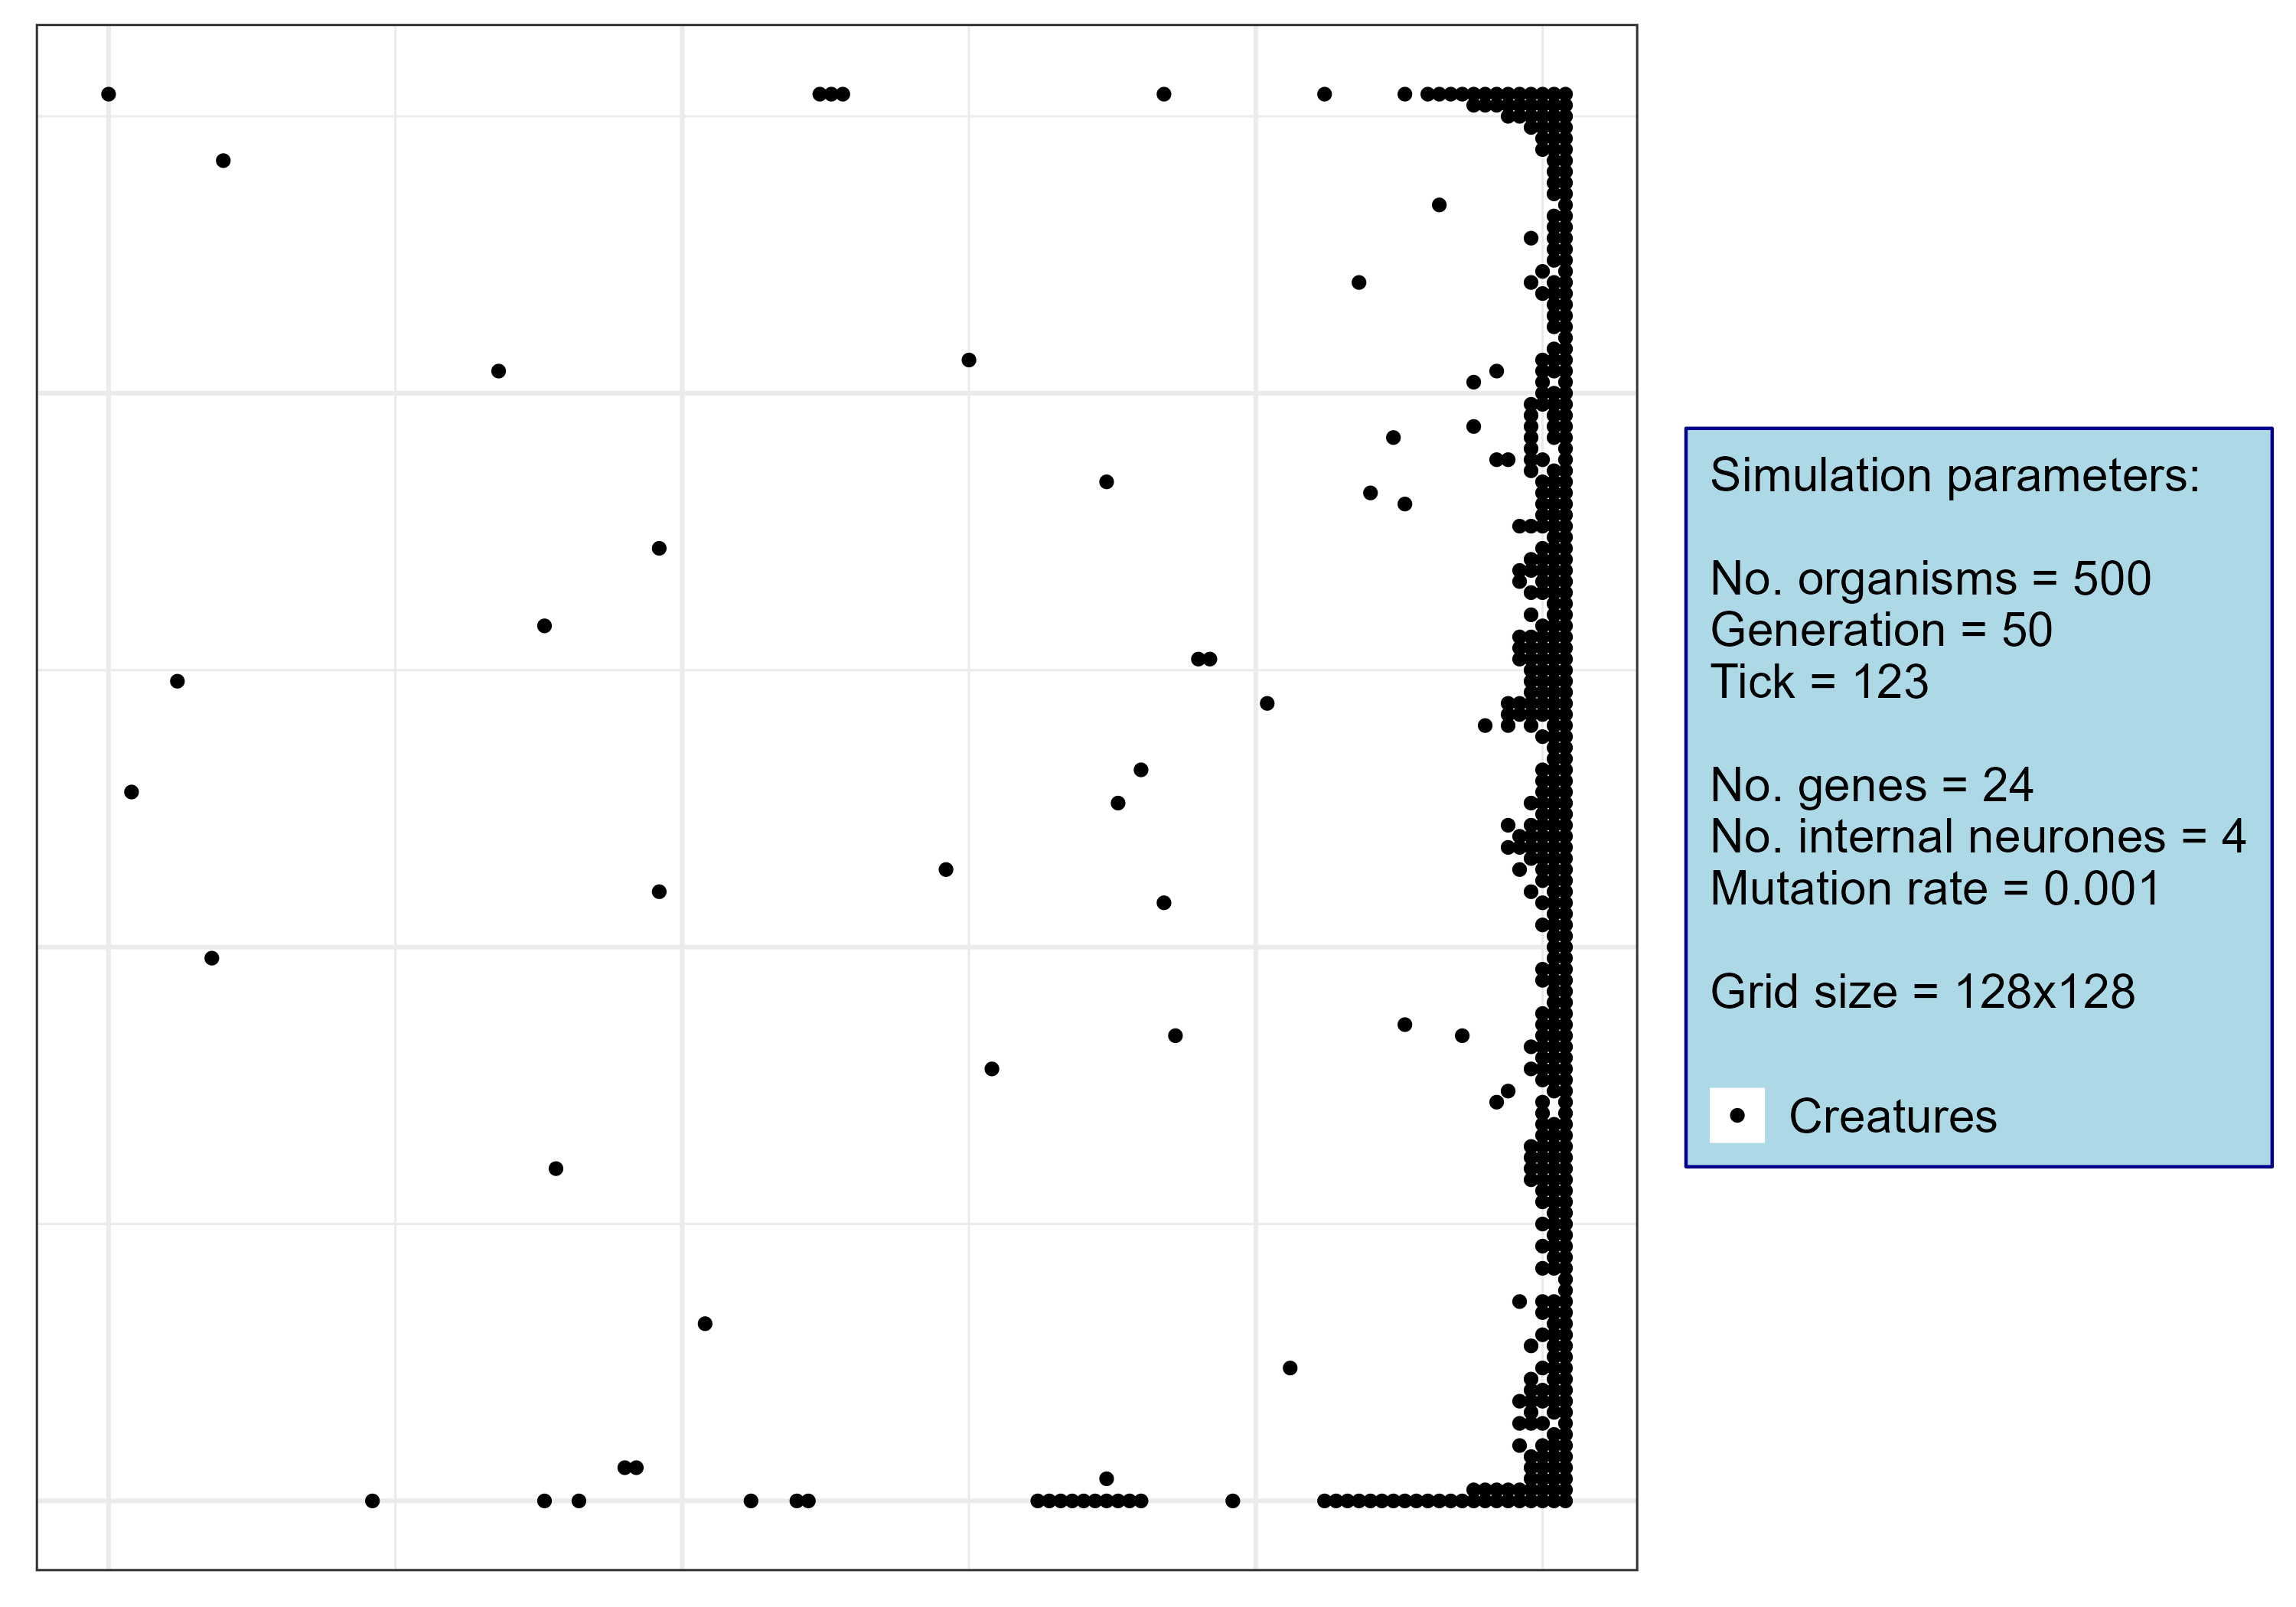 Simulation parameters:
No. organisms = 500
Generation = 50
Tick = 123
No. genes = 24
No. internal neurones = 4
Mutation rate = 0.001
Grid size = 128x128
Creatures